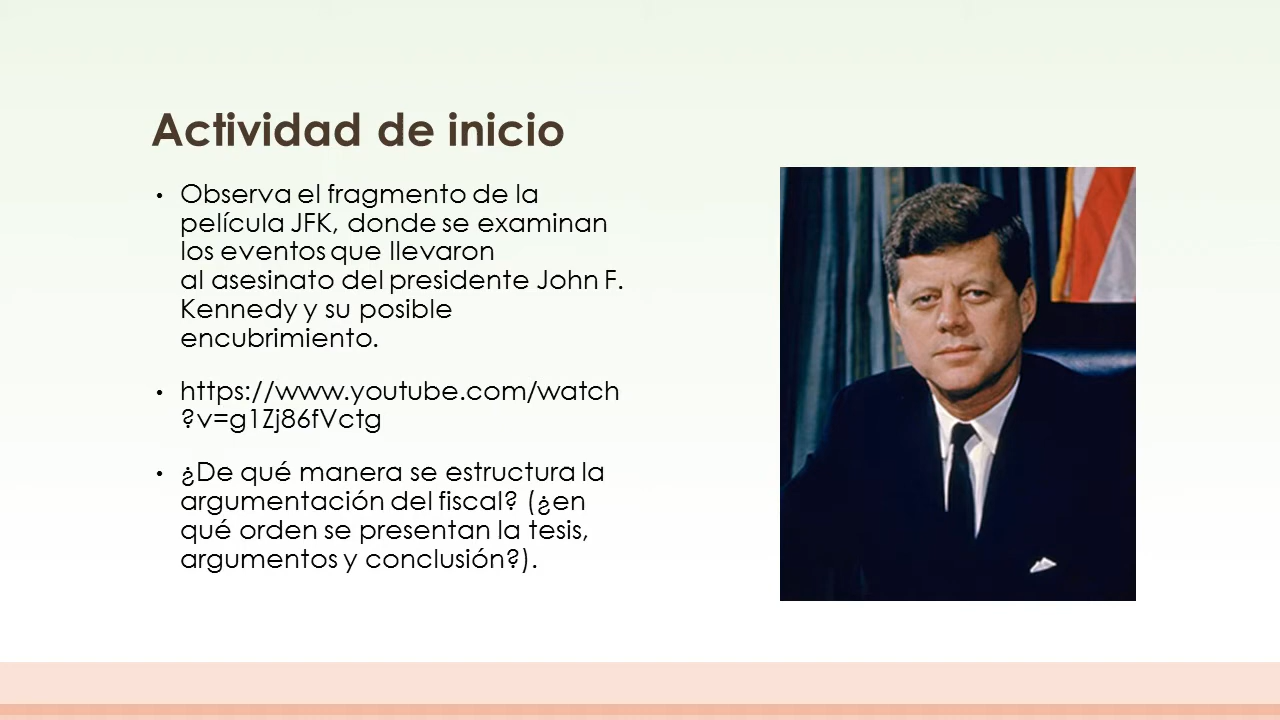 Actividad de inicio
• Observa el fragmento de la
película JFK, donde se examinan
los eventos que llevaron
al asesinato del presidente John F.
Kennedy y su posible
encubrimiento.
• https://www.youtube.com/watch
?v=g1Zj86fVctg
• ¿De qué manera se estructura la
argumentación del fiscal? (¿en
qué orden se presentan la tesis,
argumentos y conclusión?).